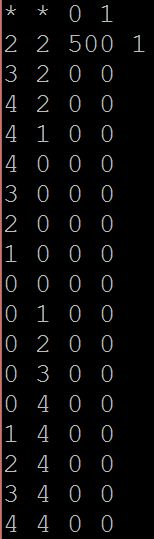 * * 0 1
2 2 500 1
3 2 0 0
4 2 0 0
4 1 0 0
4 0 0 0
3 0 0 0
2 0 0 0
1 0 0 0
0 0 0 0
0 1 0 0
0 2 0 0
0 3 0 0
0 4 0 0
1 4 0 0
2 4 0 0
3 4 0 0
4 4 0 0